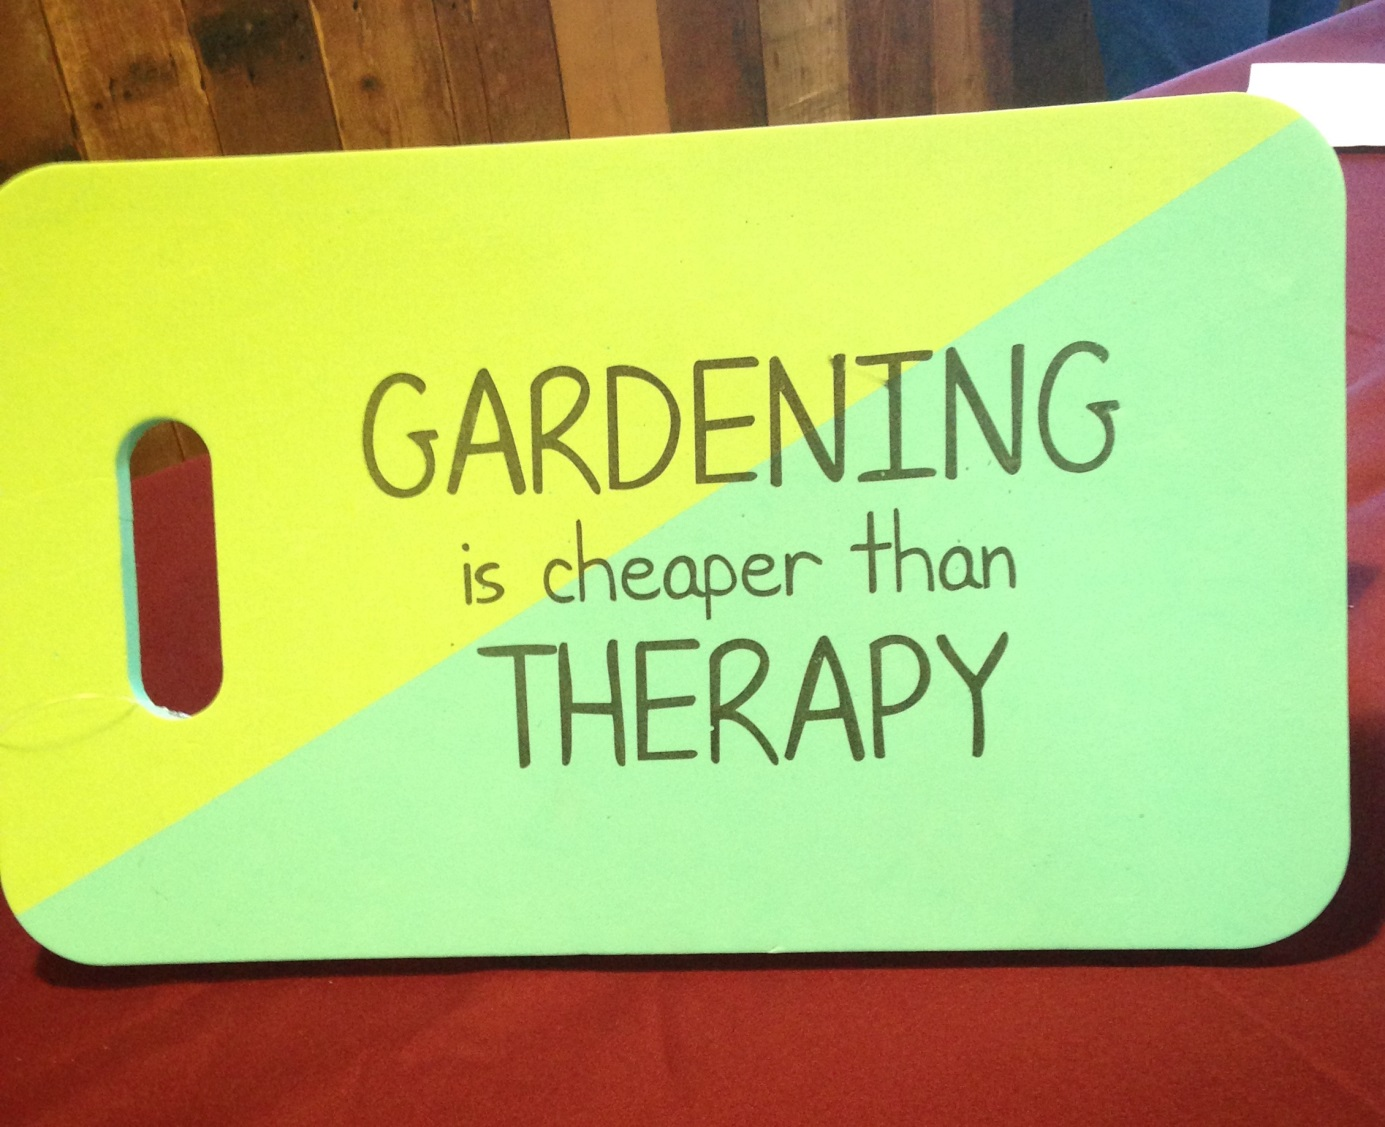 GARDENING
is cheaper than
THERAPY